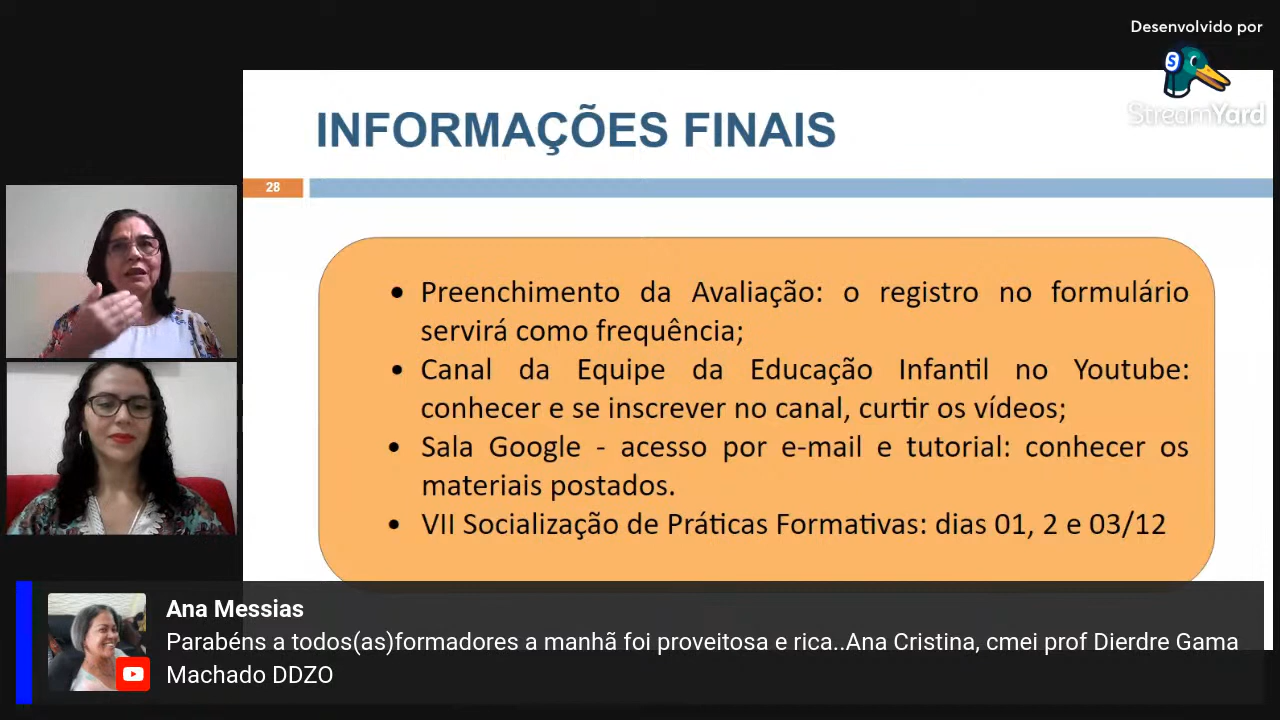 Desenvolvido por
StreamYard
INFORMAÇÕES FINAIS
28
• Preenchimento da Avaliação: o registro no formulário
servirá como frequência;
• Canal da Equipe da Educação Infantil no Youtube:
conhecer e se inscrever no canal, curtir os vídeos;
• Sala Google - acesso por e-mail e tutorial: conhecer os
materiais postados.
• VII Socialização de Práticas Formativas: dias 01, 2 e 03/12
Ana Messias
Parabéns a todos(as)formadores a manhã foi proveitosa e rica..Ana Cristina, cmei prof Dierdre Gama
Machado DDZO